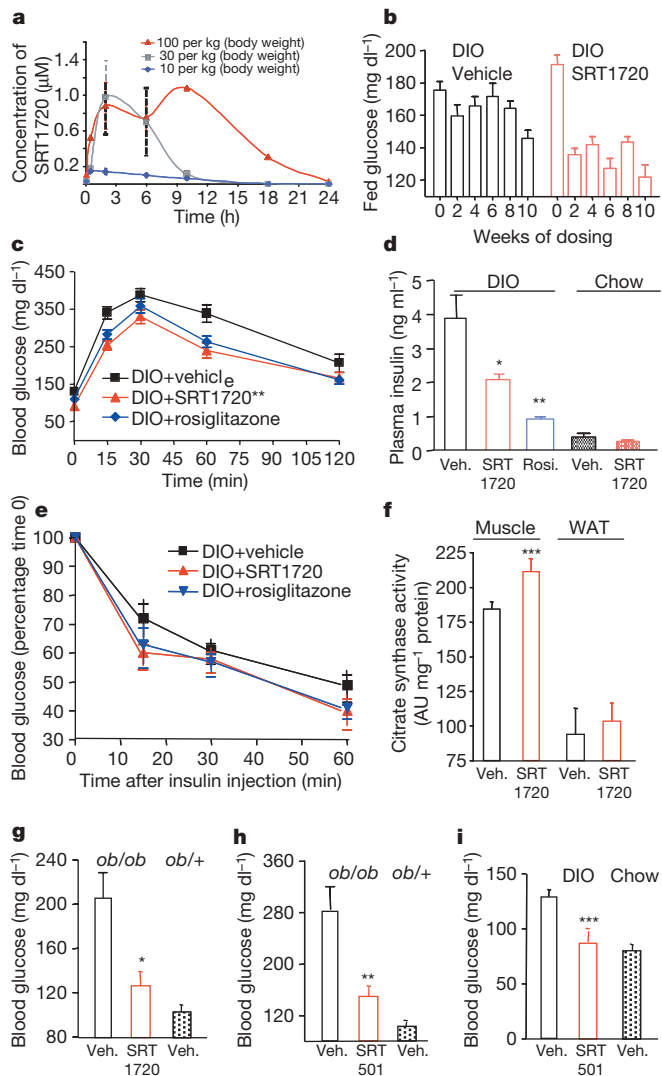 a
Concentration of
SRT1720 (μM)
100 per kg (body weight)
30 per kg (body weight)
10 per kg (body weight)
1.4
1.0
0.6
0.2
0 3 6 9 12 15 18 21 24
Time (h)
b
Fed glucose (mg dl–1)
DIO
Vehicle
DIO
SRT1720
200
180
160
140
120
0 2 4 6 8 10 0 2 4 6 8 10
Weeks of dosing
c
Blood glucose (mg dl–1)
450
350
250
150
50
DIO+vehicle
DIO+SRT1720**
DIO+rosiglitazone
0 15 30 45 60 75 90 105 120
Time (min)
d
Plasma insulin (ng ml–1)
DIO
Chow
5
4
3
2
1
0
*
**
Veh. SRT Rosi. Veh. SRT
1720 1720
e
Blood glucose (percentage time 0)
100
90
80
70
60
50
40
30
DIO+vehicle
DIO+SRT1720
DIO+rosiglitazone
0 10 20 30 40 50 60
Time after insulin injection (min)
f
Citrate synthase activity
(AU mg–1 protein)
Muscle
WAT
***
225
200
175
150
125
100
75
Veh. SRT Veh. SRT
1720 1720
g
Blood glucose (mg dl–1)
ob/ob ob/+
240
200
160
120
80
*
Veh. SRT Veh.
1720
h
Blood glucose (mg dl–1)
ob/ob ob/+
360
280
200
120
**
Veh. SRT Veh.
501
i
Blood glucose (mg dl–1)
DIO Chow
150
100
50
0
***
Veh. SRT Veh.
501